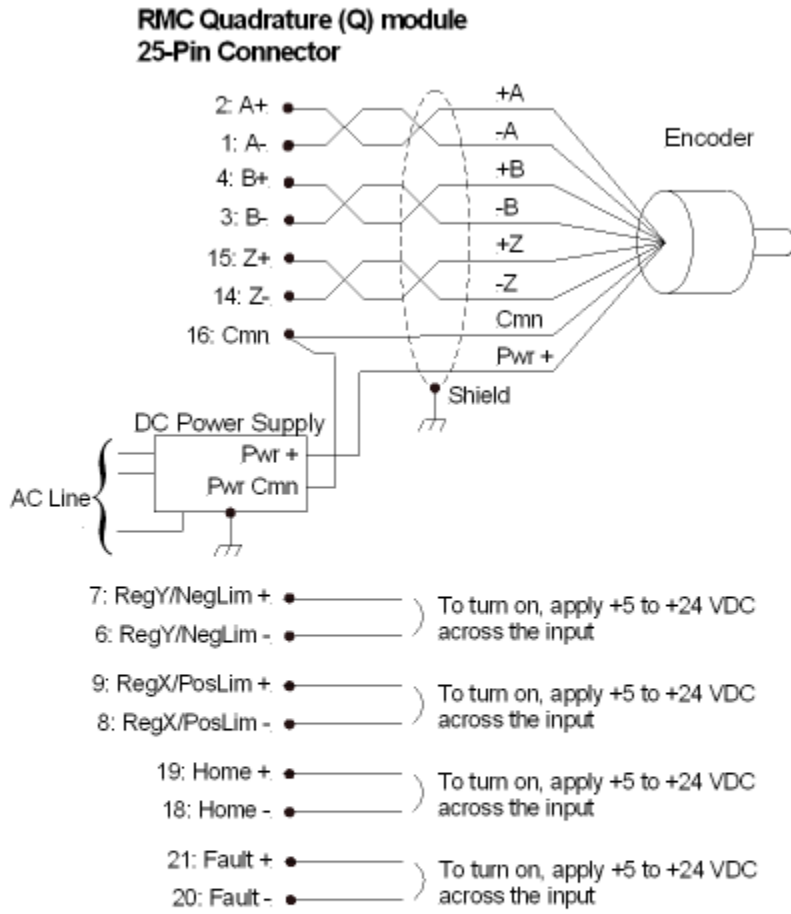 RMC Quadrature (Q) module
25-Pin Connector
2: A+
+A
1: A-
-A
Encoder
4: B+
+B
3: B-
-B
15: Z+
+Z
14: Z-
-Z
16: Cmn
Cmn
Pwr +
Shield
DC Power Supply
Pwr +
AC Line
Pwr Cmn
7: RegY/NegLim +
6: RegY/NegLim -
To turn on, apply +5 to +24 VDC
across the input
9: RegX/PosLim +
8: RegX/PosLim -
To turn on, apply +5 to +24 VDC
across the input
19: Home +
18: Home -
To turn on, apply +5 to +24 VDC
across the input
21: Fault +
20: Fault -
To turn on, apply +5 to +24 VDC
across the input